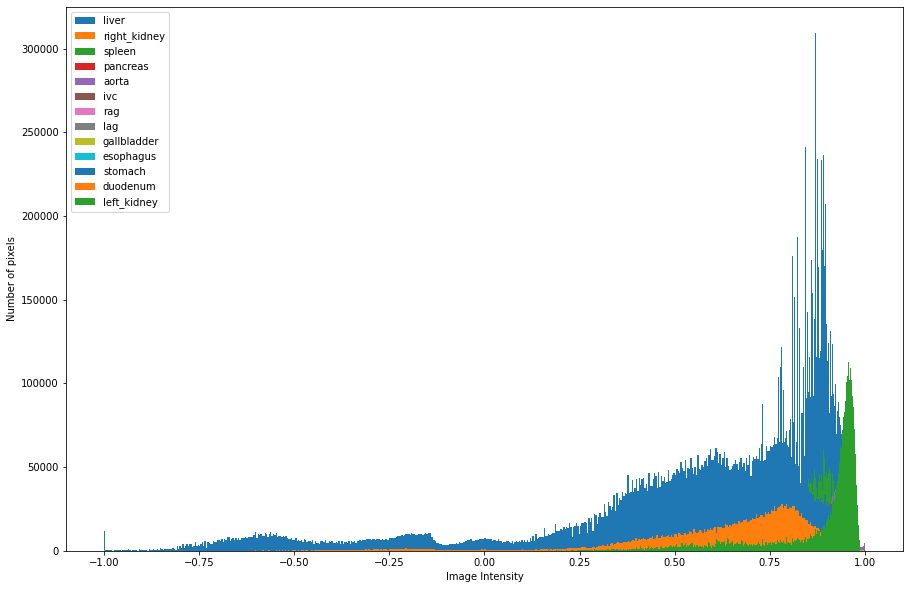 liver
right_kidney
spleen
pancreas
aorta
ivc
rag
lag
gallbladder
esophagus
stomach
duodenum
left_kidney
300000
250000
200000
150000
100000
50000
0
Number of pixels
−1.00 −0.75 −0.50 −0.25 0.00 0.25 0.50 0.75 1.00
Image Intensity